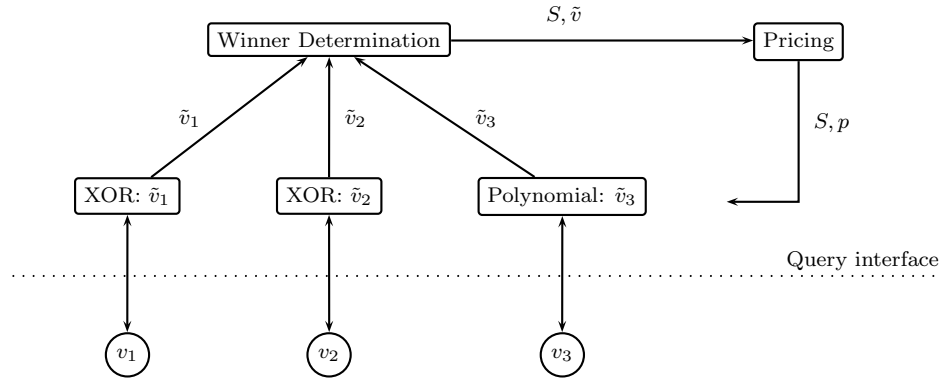 S, ṽ
Winner Determination
Pricing
ṽ₁
ṽ₂
ṽ₃
S, p
XOR: ṽ₁
XOR: ṽ₂
Polynomial: ṽ₃
Query interface
v₁
v₂
v₃